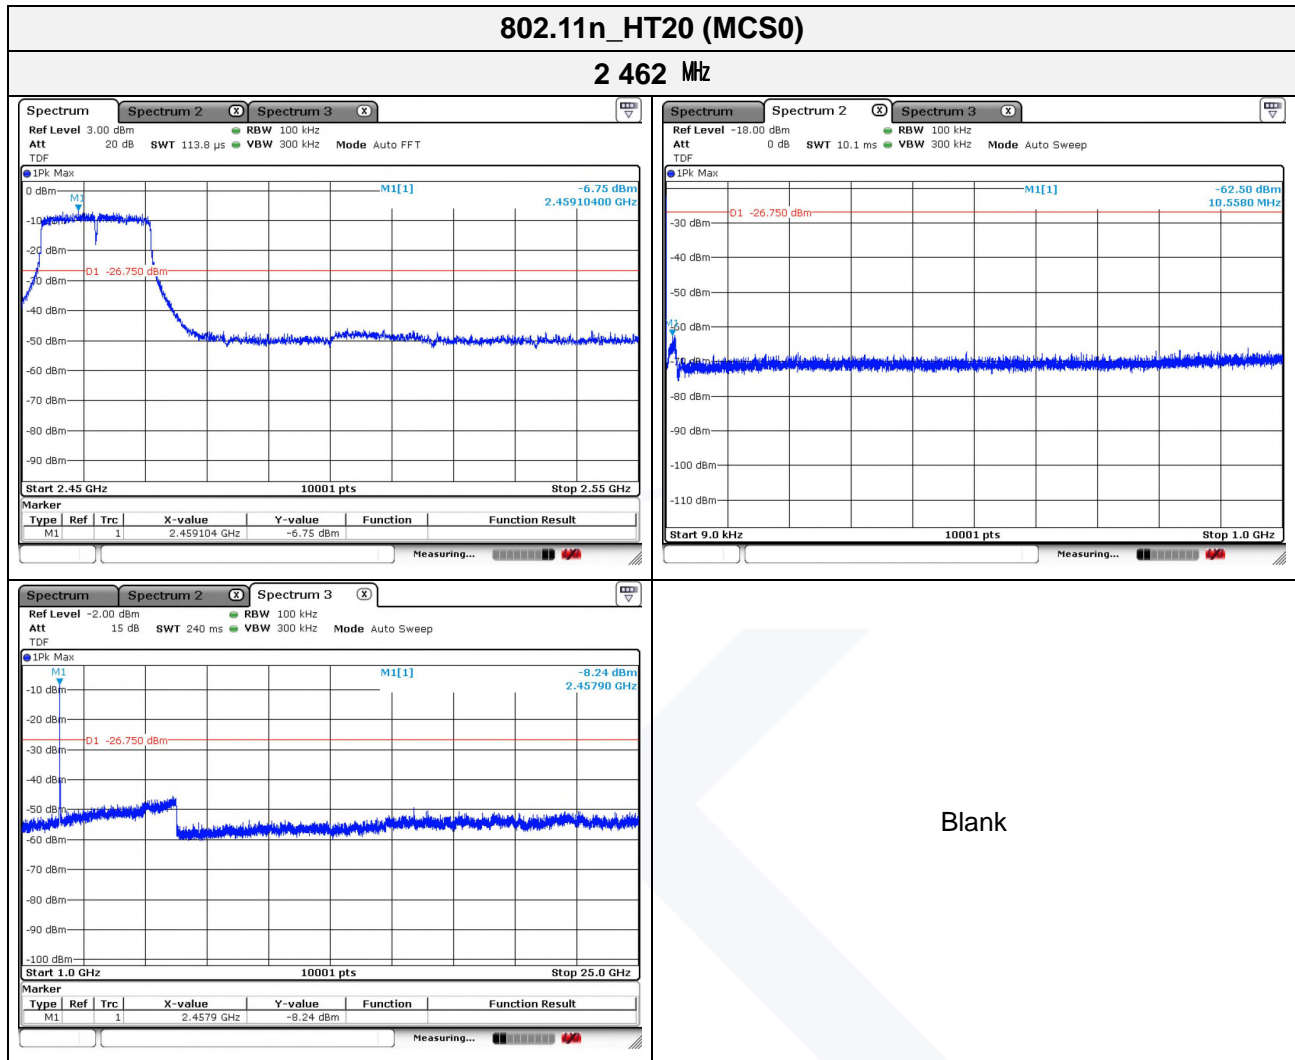 802.11n_HT20 (MCS0)
2 462 ㎒
Spectrum Spectrum 2 X Spectrum 3 X
Ref Level 3.00 dBm RBW 100 kHz
Att 20 dB SWT 113.8 µs VBW 300 kHz Mode Auto FFT
TDF
1Pk Max
M1[1] -6.75 dBm
2.45910400 GHz
M1
0 dBm
-10 dBm
-20 dBm
D1 -26.750 dBm
-30 dBm
-40 dBm
-50 dBm
-60 dBm
-70 dBm
-80 dBm
-90 dBm
Start 2.45 GHz 10001 pts Stop 2.55 GHz
Marker
Type Ref Trc X-value Y-value Function Function Result
M1 1 2.459104 GHz -6.75 dBm
Measuring...
Spectrum Spectrum 2 X Spectrum 3 X
Ref Level -18.00 dBm RBW 100 kHz
Att 0 dB SWT 10.1 ms VBW 300 kHz Mode Auto Sweep
TDF
1Pk Max
M1[1] -62.50 dBm
10.5580 MHz
D1 -26.750 dBm
-30 dBm
-40 dBm
-50 dBm
M1
-60 dBm
-70 dBm
-80 dBm
-90 dBm
-100 dBm
-110 dBm
Start 9.0 kHz 10001 pts Stop 1.0 GHz
Measuring...
Spectrum Spectrum 2 X Spectrum 3 X
Ref Level -2.00 dBm RBW 100 kHz
Att 15 dB SWT 240 ms VBW 300 kHz Mode Auto Sweep
TDF
1Pk Max
M1 M1[1] -8.24 dBm
2.45790 GHz
-10 dBm
-20 dBm
D1 -26.750 dBm
-30 dBm
-40 dBm
-50 dBm
-60 dBm
-70 dBm
-80 dBm
-90 dBm
-100 dBm
Start 1.0 GHz 10001 pts Stop 25.0 GHz
Marker
Type Ref Trc X-value Y-value Function Function Result
M1 1 2.4579 GHz -8.24 dBm
Measuring...
Blank